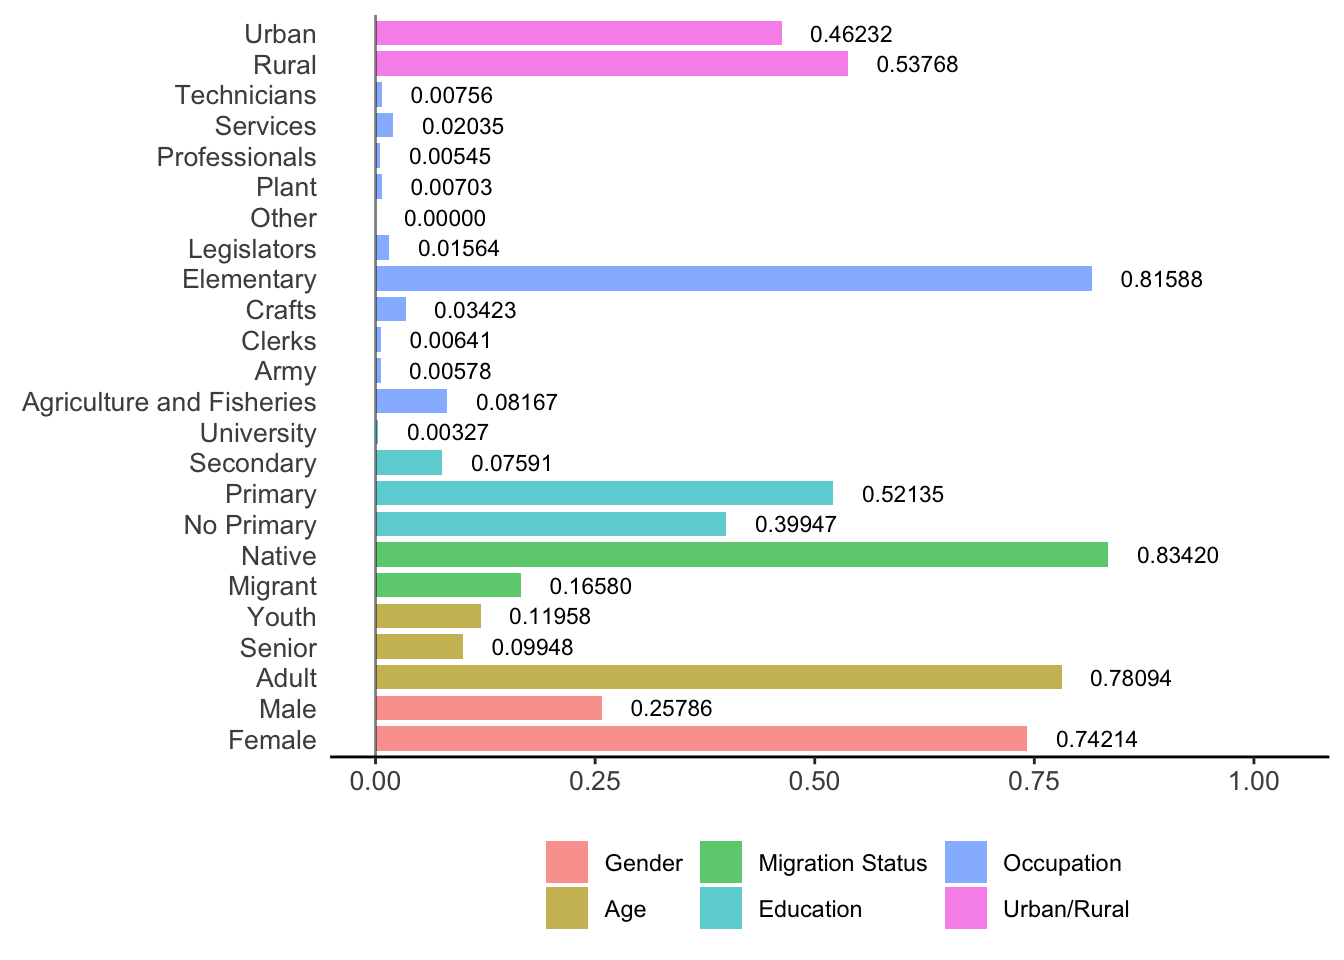 Urban 0.46232
Rural 0.53768
Technicians 0.00756
Services 0.02035
Professionals 0.00545
Plant 0.00703
Other 0.00000
Legislators 0.01564
Elementary 0.81588
Crafts 0.03423
Clerks 0.00641
Army 0.00578
Agriculture and Fisheries 0.08167
University 0.00327
Secondary 0.07591
Primary 0.52135
No Primary 0.39947
Native 0.83420
Migrant 0.16580
Youth 0.11958
Senior 0.09948
Adult 0.78094
Male 0.25786
Female 0.74214
0.00 0.25 0.50 0.75 1.00
Gender Migration Status Occupation
Age Education Urban/Rural